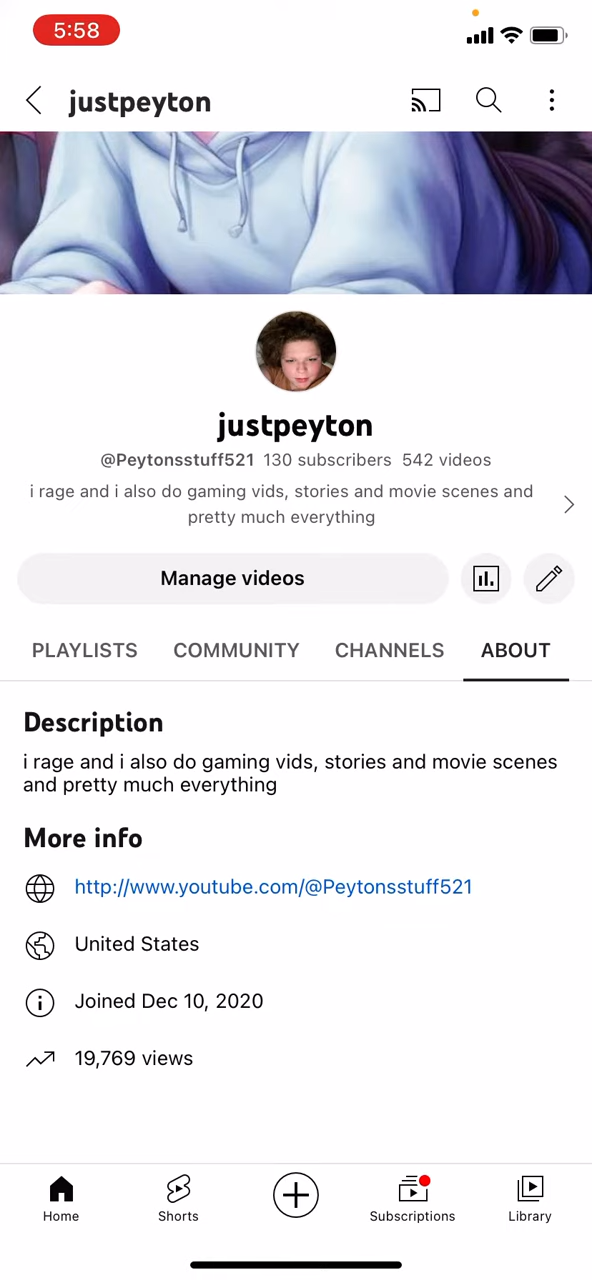 5:58
justpeyton
justpeyton
@Peytonsstuff521 130 subscribers 542 videos
i rage and i also do gaming vids, stories and movie scenes and
pretty much everything
Manage videos
PLAYLISTS COMMUNITY CHANNELS ABOUT
Description
i rage and i also do gaming vids, stories and movie scenes
and pretty much everything
More info
http://www.youtube.com/@Peytonsstuff521
United States
Joined Dec 10, 2020
19,769 views
Home Shorts Subscriptions Library